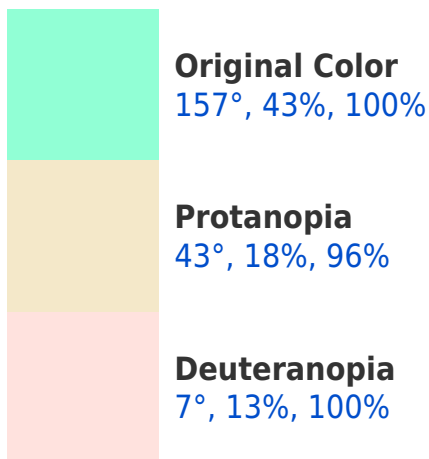 Original Color
157°, 43%, 100%
Protanopia
43°, 18%, 96%
Deuteranopia
7°, 13%, 100%